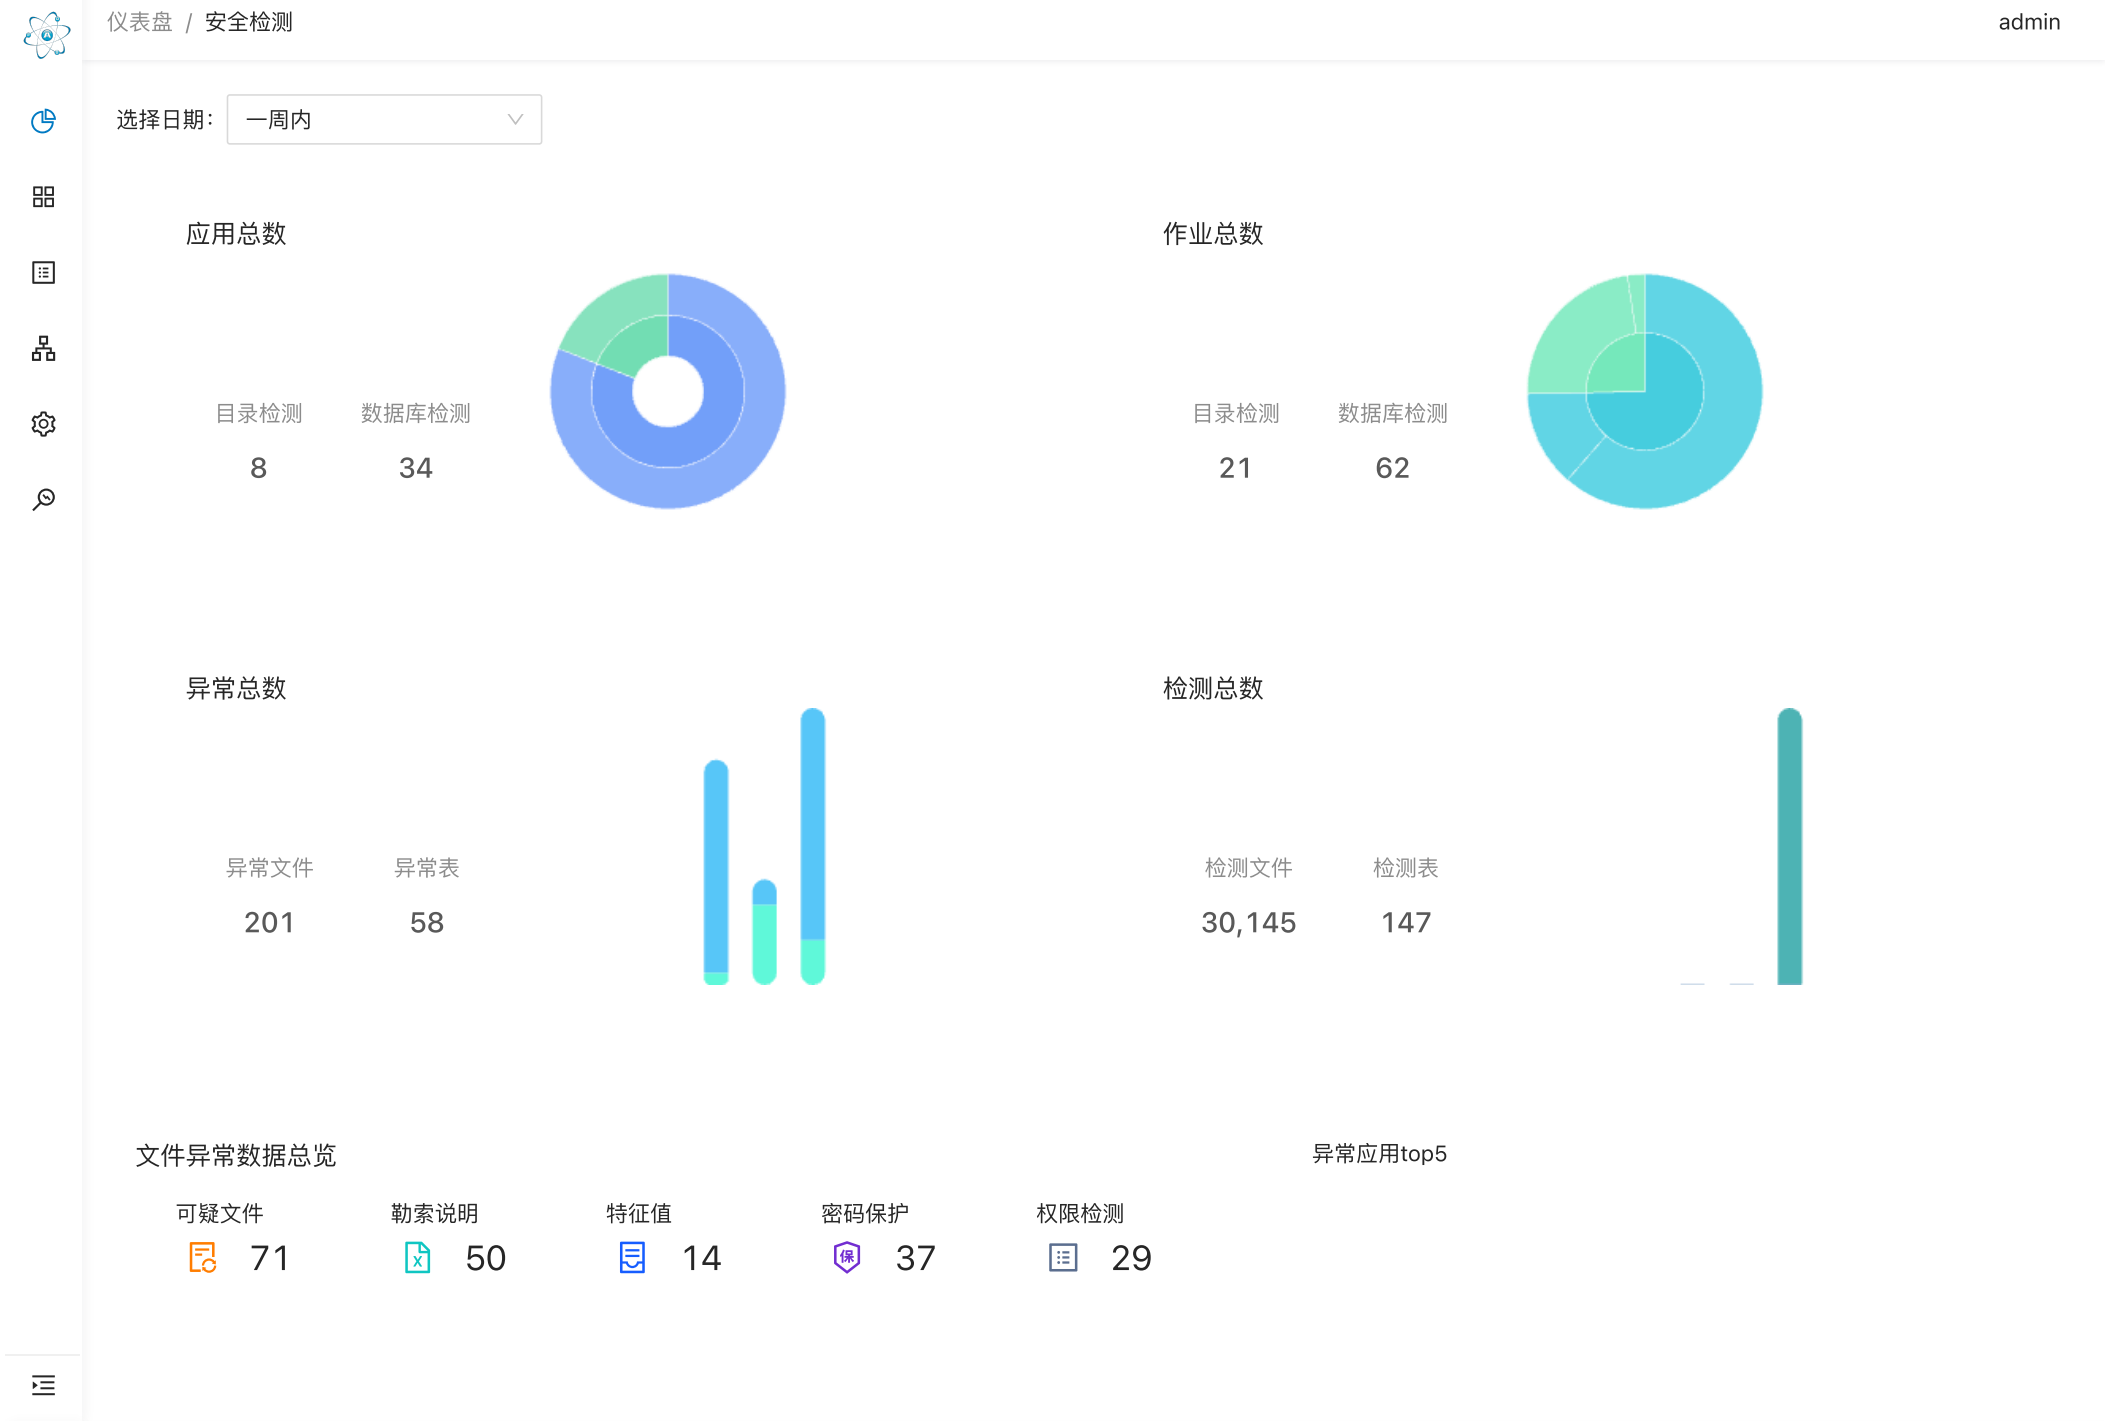 仪表盘 / 安全检测
admin
选择日期：
一周内
应用总数
目录检测 数据库检测
8 34
作业总数
目录检测 数据库检测
21 62
异常总数
异常文件 异常表
201 58
检测总数
检测文件 检测表
30,145 147
文件异常数据总览
可疑文件 勒索说明 特征值 密码保护 权限检测
71 50 14 保 37 29
异常应用top5